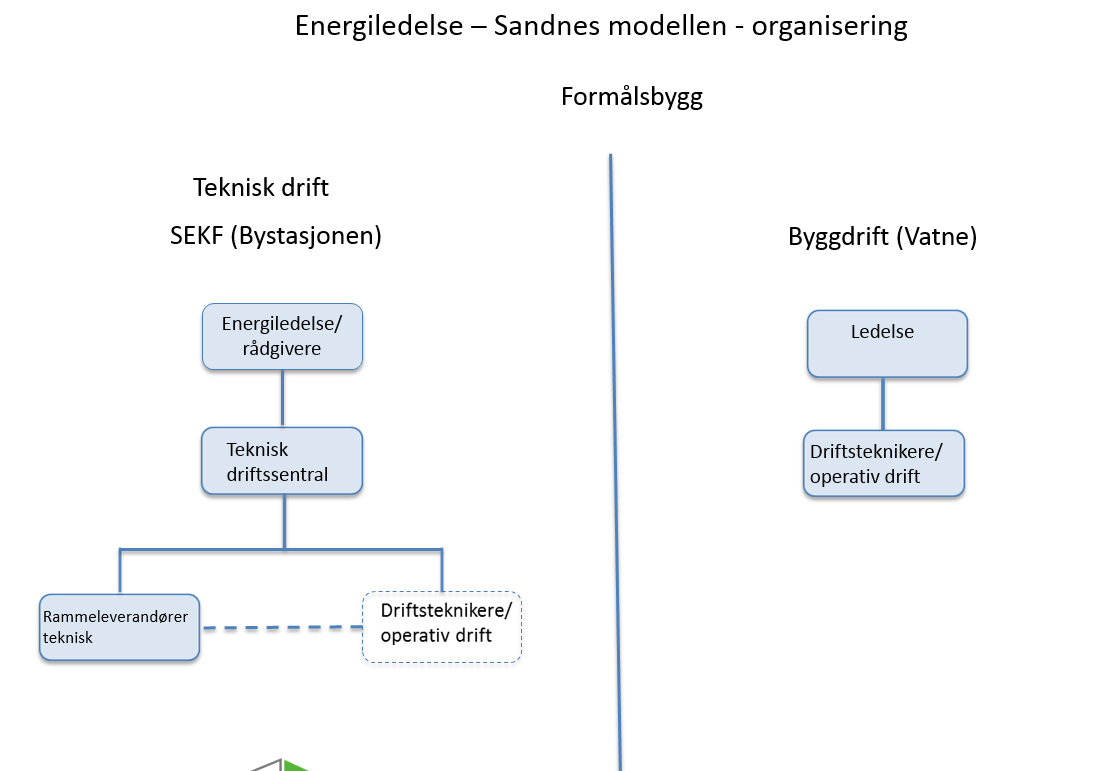 Energiledelse – Sandnes modellen - organisering
Formålsbygg
Teknisk drift
SEKF (Bystasjonen)
Byggdrift (Vatne)
Energiledelse/
rådgivere
Ledelse
Teknisk
driftssentral
Driftsteknikere/
operativ drift
Rammeleverandører
teknisk
Driftsteknikere/
operativ drift